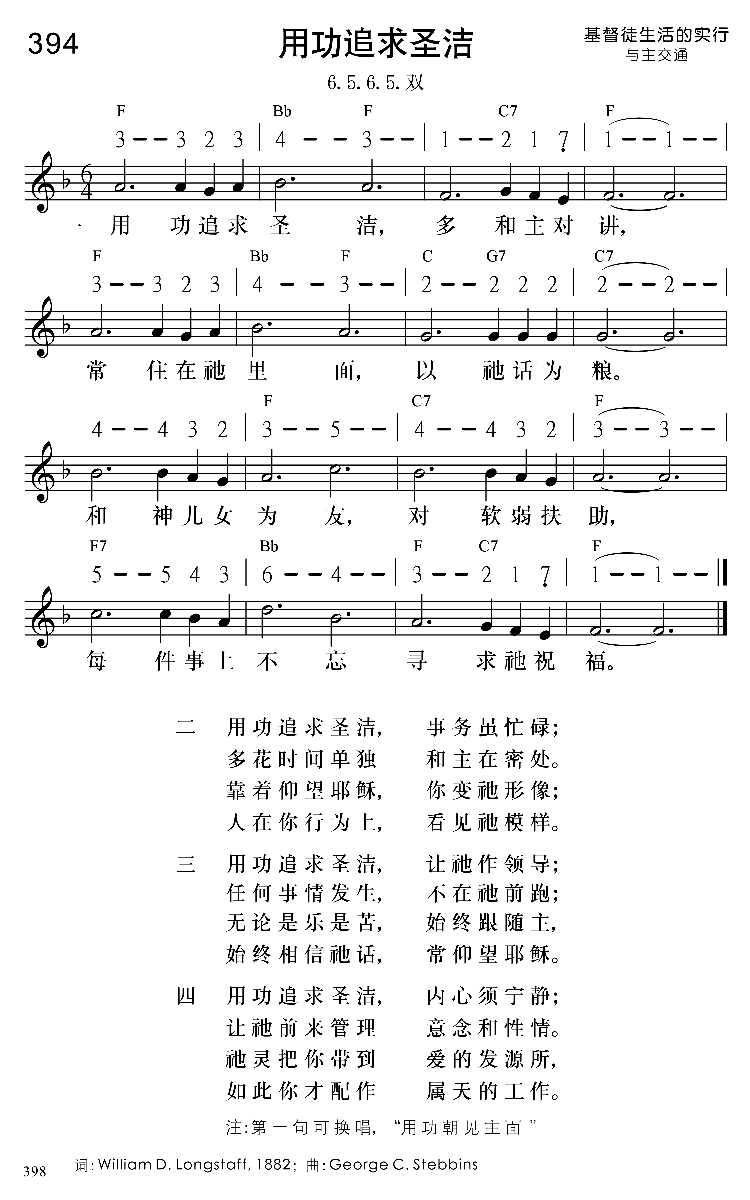 394
用功追求圣洁
基督徒生活的实行
与主交通
6.5.6.5.双
F Bb F C7 F
3 – – 3 2 3 | 4 – – 3 – – | 1 – – 2 1 7̣ | 1 – – 1 – – |
6
4
用 功追求 圣 洁， 多 和主对 讲，
F Bb F C G7 C7
3 – – 3 2 3 | 4 – – 3 – – | 2 – – 2 2 2 | 2 – – 2 – – |
常 住在祂 里 面， 以 祂话为 粮。
F C7 F
4 – – 4 3 2 | 3 – – 5 – – | 4 – – 4 3 2 | 3 – – 3 – – |
和 神儿女 为 友， 对 软弱扶 助，
F7 Bb F C7 F
5 – – 5 4 3 | 6 – – 4 – – | 3 – – 2 1 7̣ | 1 – – 1 – – ‖
每 件事上 不 忘 寻 求祂祝 福。
二 用功追求圣洁， 事务虽忙碌；
多花时间单独 和主在密处。
靠着仰望耶稣， 你变祂形像；
人在你行为上， 看见祂模样。
三 用功追求圣洁， 让祂作领导；
任何事情发生， 不在祂前跑；
无论是乐是苦， 始终跟随主，
始终相信祂话， 常仰望耶稣。
四 用功追求圣洁， 内心须宁静；
让祂前来管理 意念和性情。
祂灵把你带到 爱的发源所，
如此你才配作 属天的工作。
注:第一句可换唱，“用功朝见主面”
398 词: William D. Longstaff, 1882; 曲: George C. Stebbins